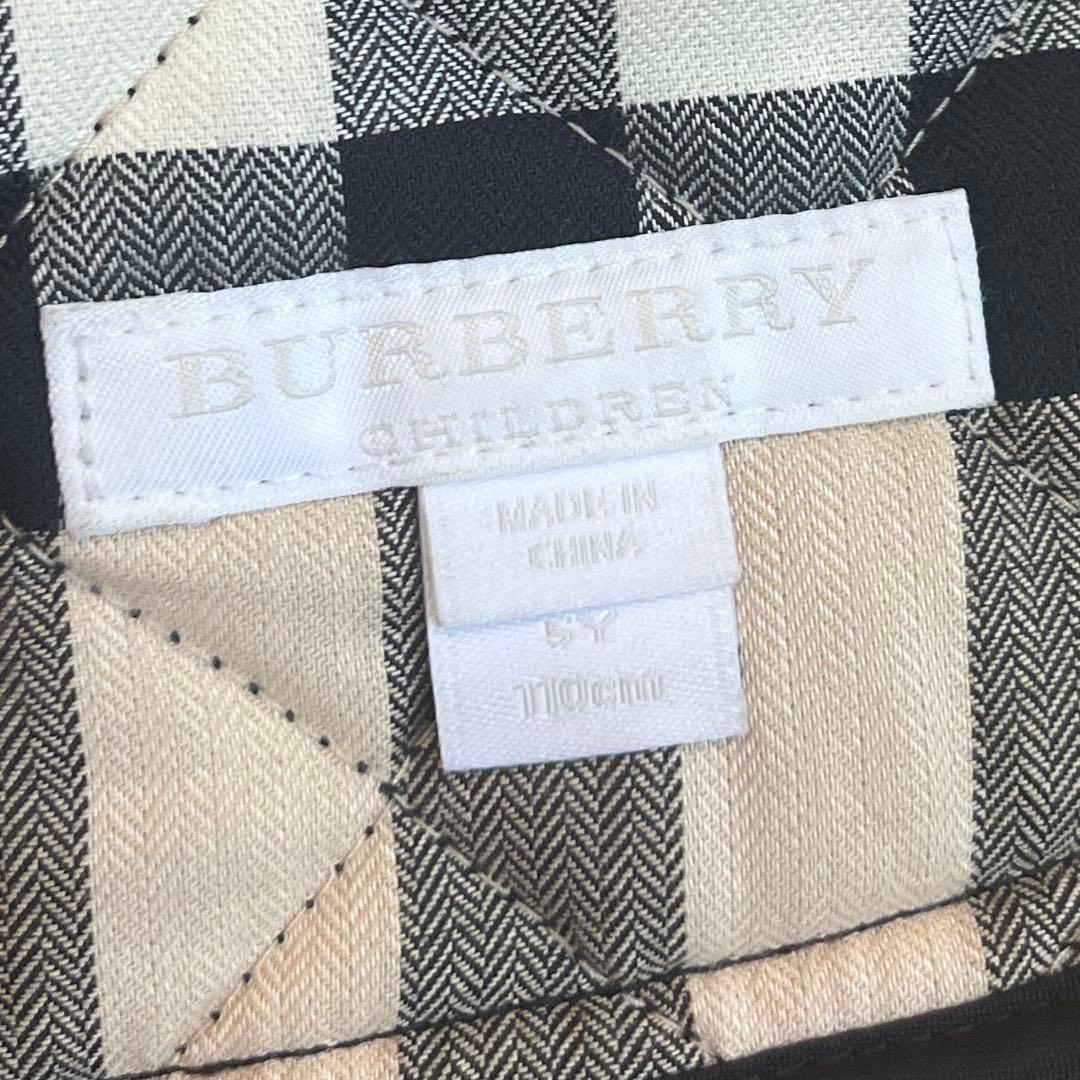 BURBERRY
CHILDREN
MADE IN
CHINA
5Y
110cm